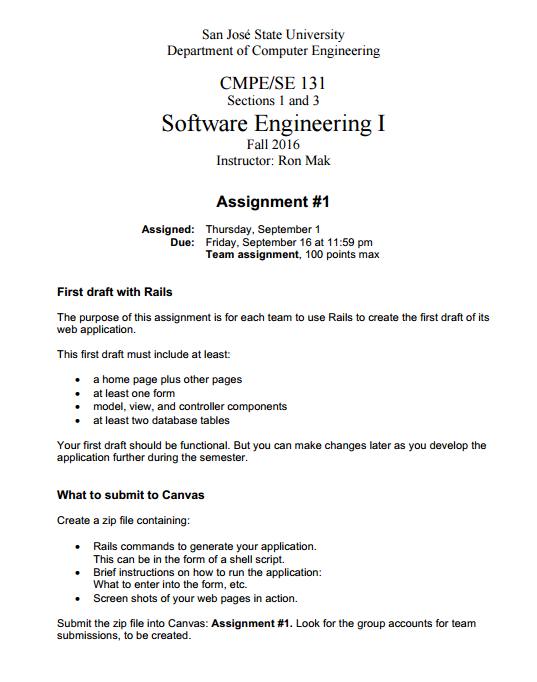 San José State University
Department of Computer Engineering
CMPE/SE 131
Sections 1 and 3
Software Engineering I
Fall 2016
Instructor: Ron Mak
Assignment #1
Assigned: Thursday, September 1
Due: Friday, September 16 at 11:59 pm
Team assignment, 100 points max
First draft with Rails
The purpose of this assignment is for each team to use Rails to create the first draft of its
web application.
This first draft must include at least:
• a home page plus other pages
• at least one form
• model, view, and controller components
• at least two database tables
Your first draft should be functional. But you can make changes later as you develop the
application further during the semester.
What to submit to Canvas
Create a zip file containing:
• Rails commands to generate your application.
This can be in the form of a shell script.
• Brief instructions on how to run the application:
What to enter into the form, etc.
• Screen shots of your web pages in action.
Submit the zip file into Canvas: Assignment #1. Look for the group accounts for team
submissions, to be created.